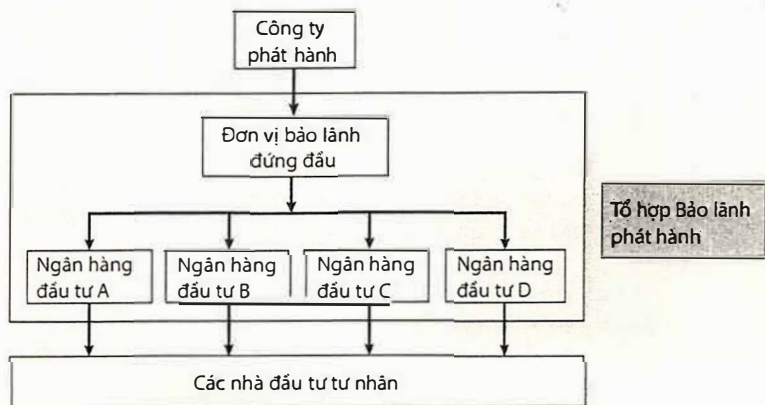 Công ty
phát hành
Đơn vị bảo lãnh
đứng đầu
Tổ hợp Bảo lãnh
phát hành
Ngân hàng
đầu tư A
Ngân hàng
đầu tư B
Ngân hàng
đầu tư C
Ngân hàng
đầu tư D
Các nhà đầu tư tư nhân